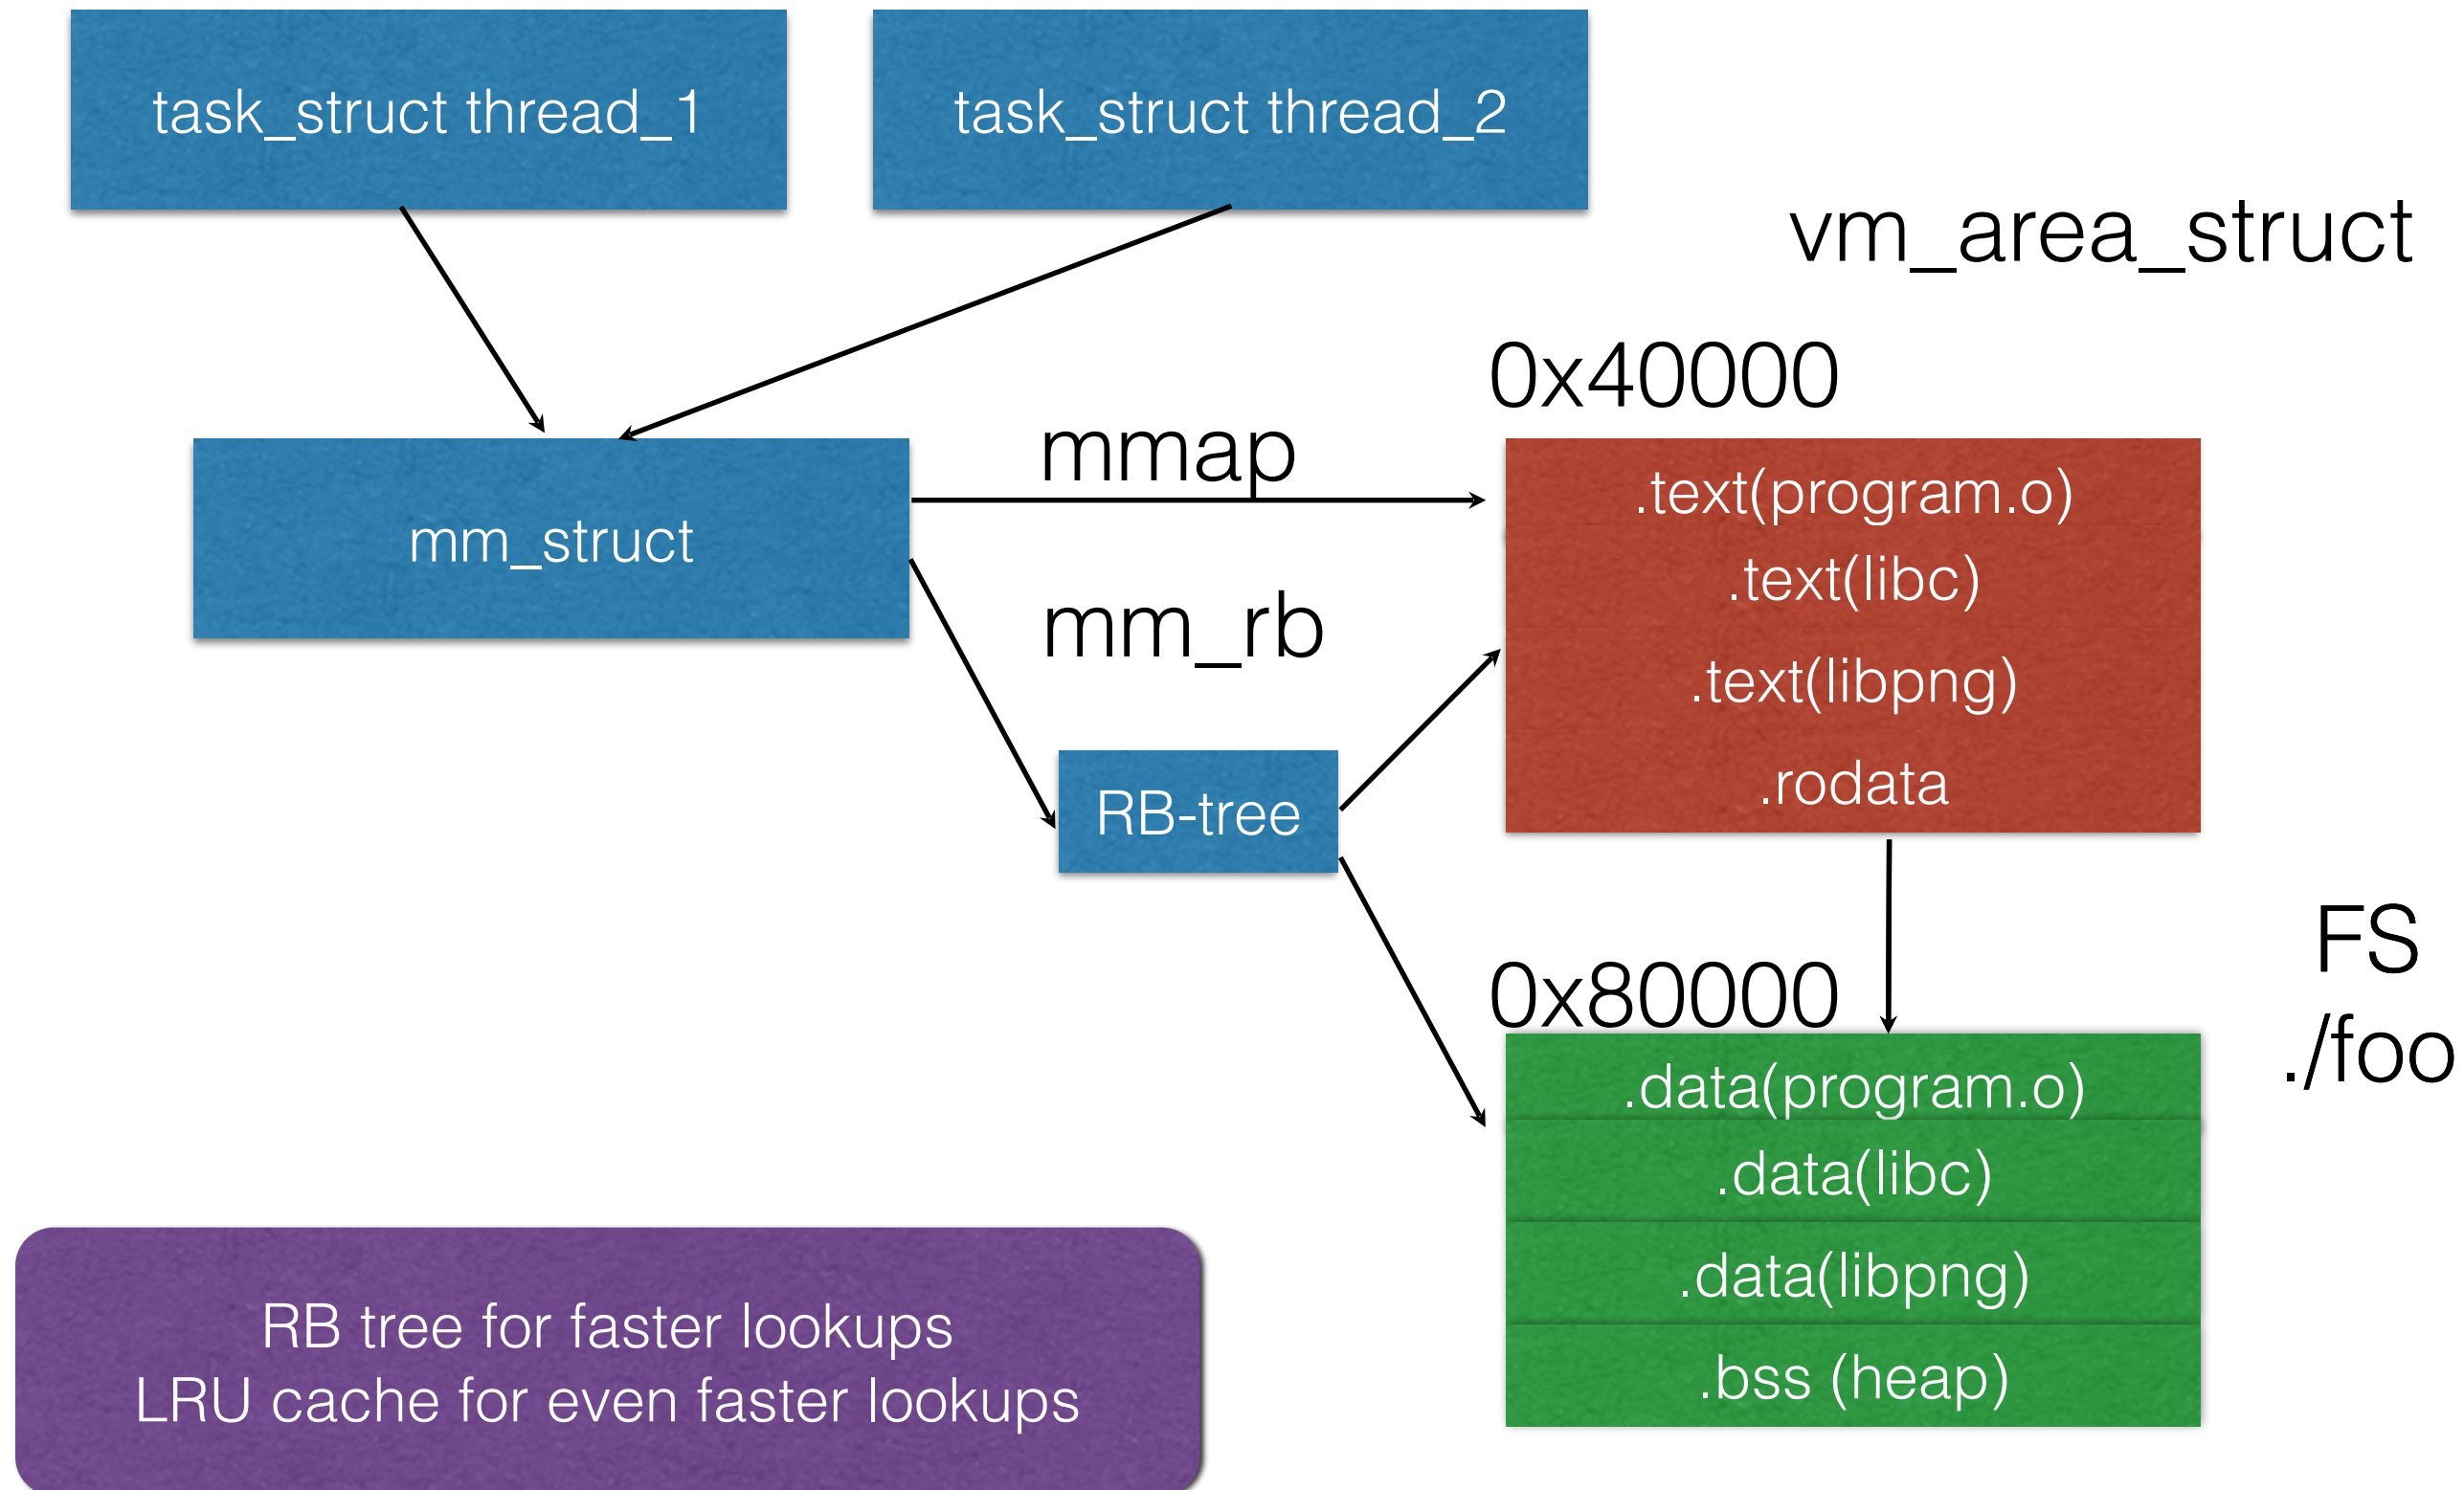 task_struct thread_1
task_struct thread_2
vm_area_struct
0x40000
mmap
mm_struct
mm_rb
.text(program.o)
.text(libc)
.text(libpng)
.rodata
RB-tree
FS
./foo
0x80000
.data(program.o)
.data(libc)
.data(libpng)
.bss (heap)
RB tree for faster lookups
LRU cache for even faster lookups